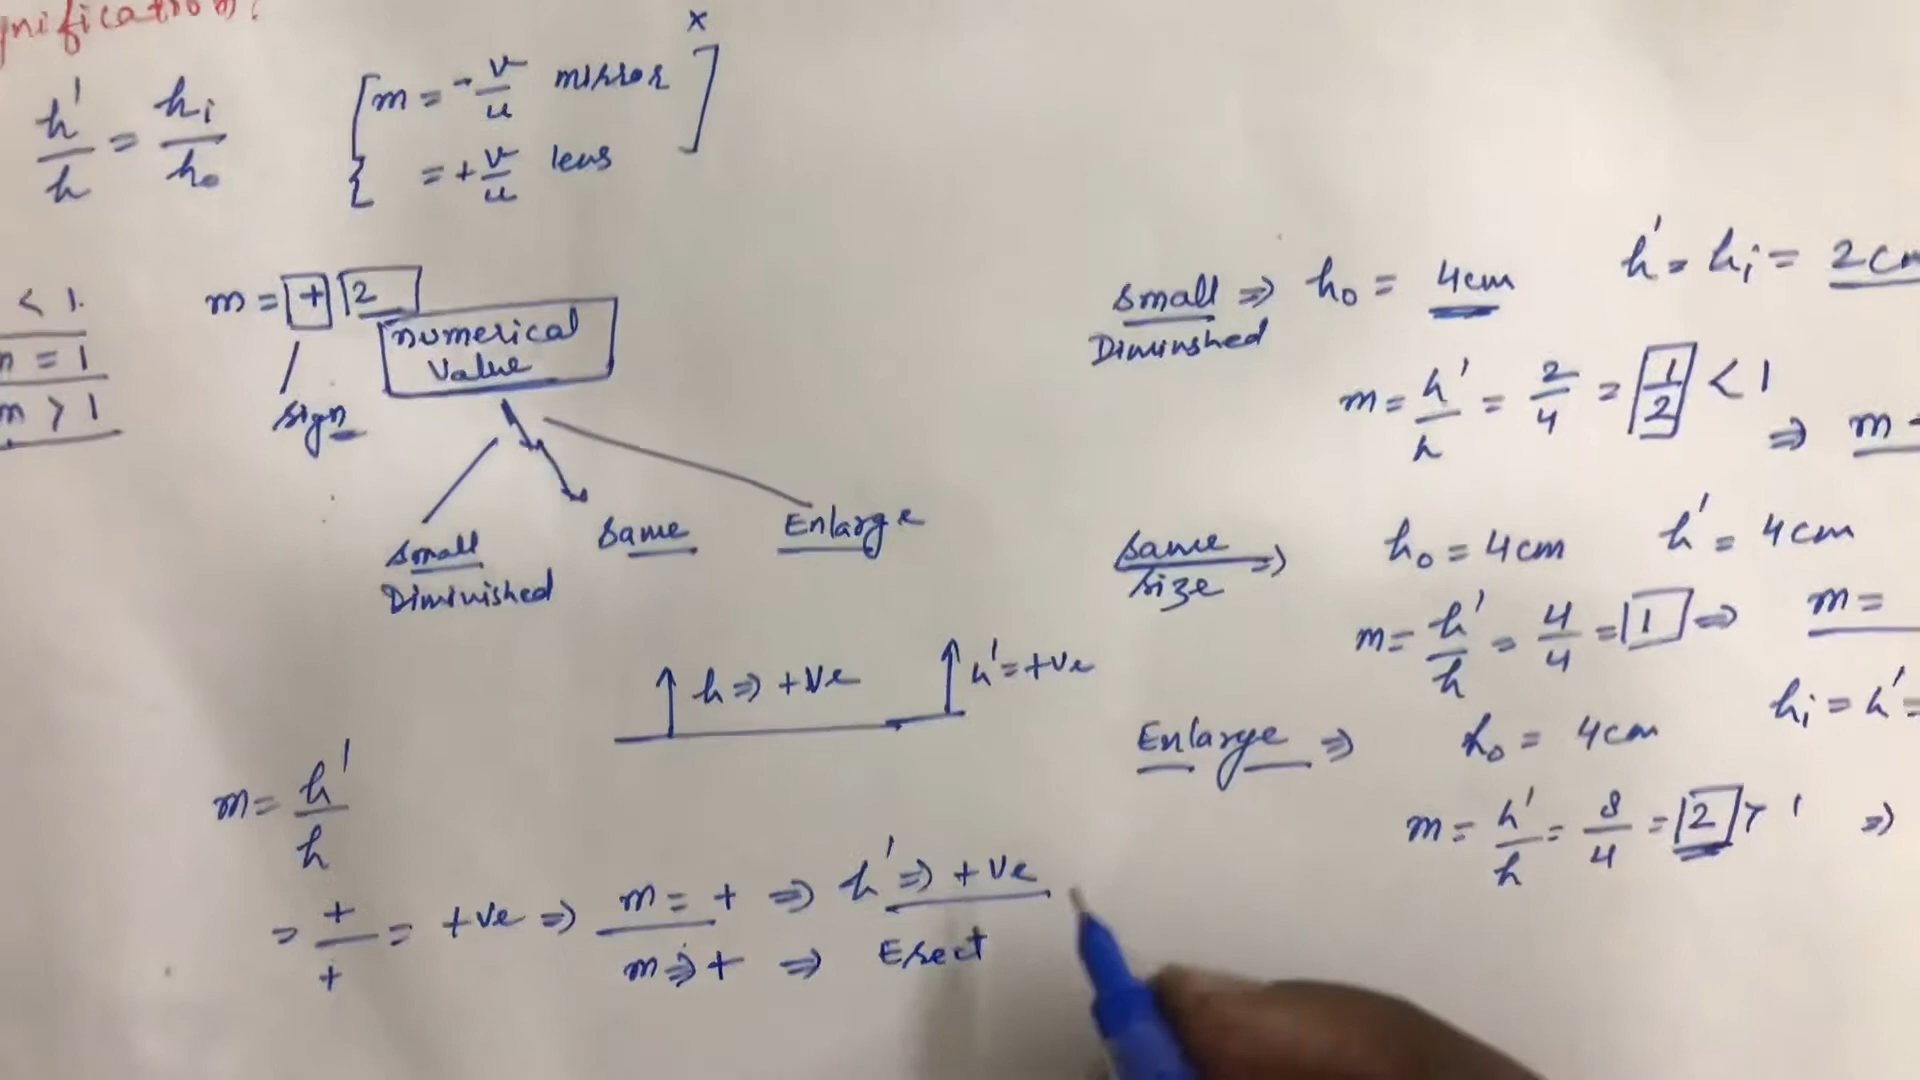 h'/h = hi/ho
[m = -v/u mirror] x
{ = +v/u lens
< 1.
= 1
m > 1
m = + 2
numerical
value
sign
small
Diminished
same
Enlarge
h => +ve
h' = +ve
m = h'/h
= +/+ = +ve => m = + => h' => +ve
m => + => Erect
small => ho = 4cm h' = hi = 2cm
Diminshed
m = h'/h = 2/4 = 1/2 < 1
=> m
same => ho = 4cm h' = 4cm
size
m = h'/h = 4/4 = 1 => m =
Enlarge => ho = 4cm hi = h' =
m = h'/h = 8/4 = 2 > 1 =>